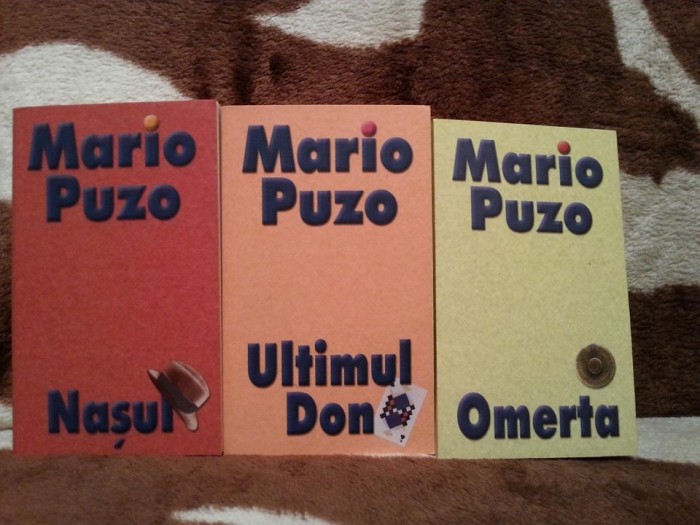 Mario
Puzo
Nașul
Mario
Puzo
Ultimul
Don
Mario
Puzo
Omerta